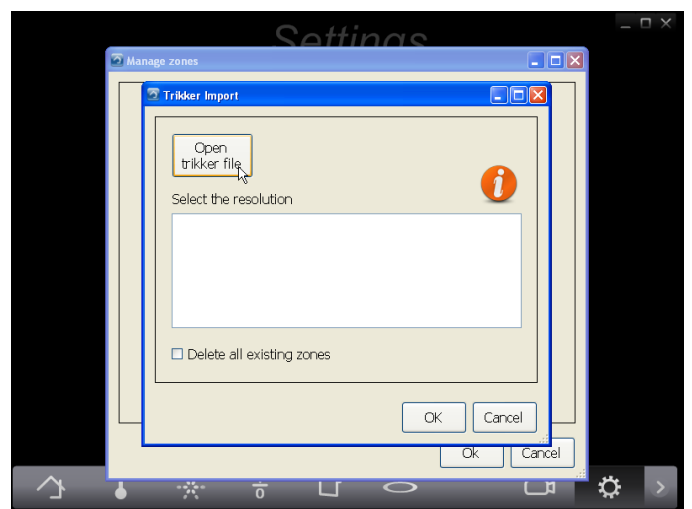 Settings
Manage zones
Trikker Import
Open
trikker file
Select the resolution
Delete all existing zones
OK
Cancel
Ok
Cancel
0